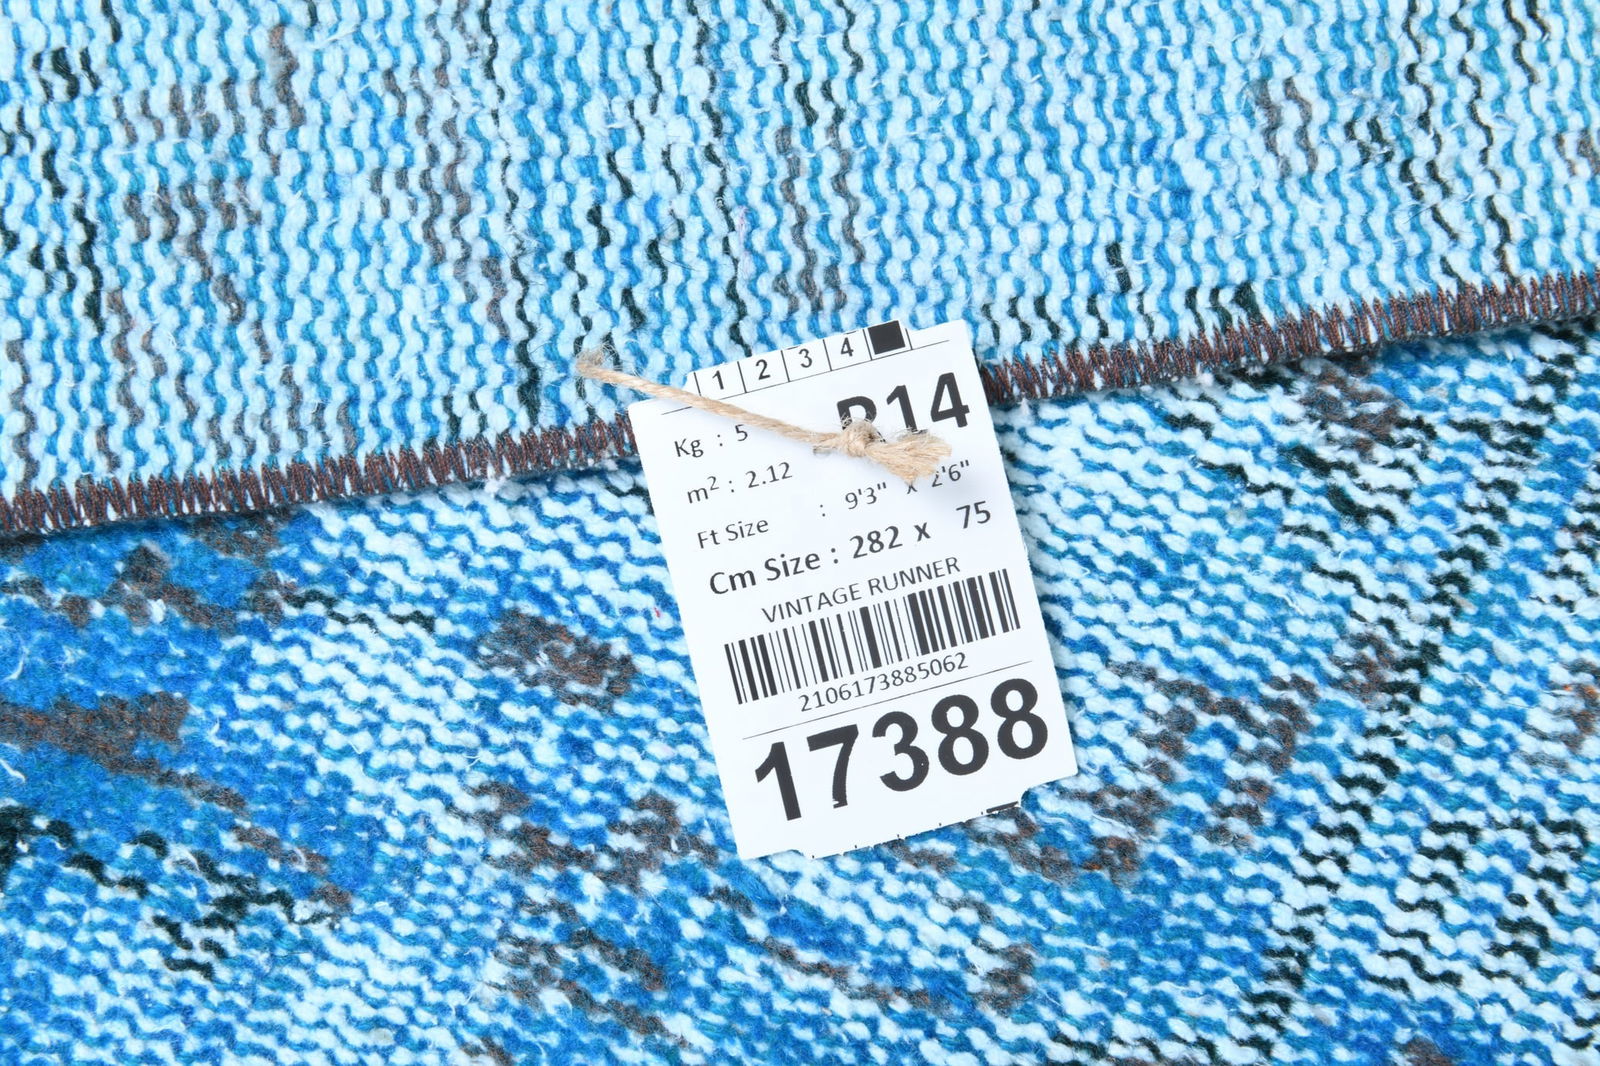 1 2 3 4
14
Kg : 5
m² : 2.12
Ft Size : 9'3" x 2'6"
Cm Size : 282 x 75
VINTAGE RUNNER
2106173885062
17388